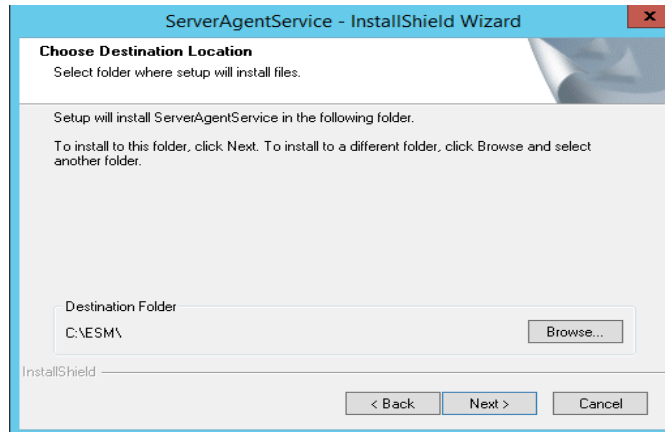 ServerAgentService - InstallShield Wizard
x
Choose Destination Location
Select folder where setup will install files.
Setup will install ServerAgentService in the following folder.
To install to this folder, click Next. To install to a different folder, click Browse and select
another folder.
Destination Folder
C:\ESM\
Browse...
InstallShield
< Back
Next >
Cancel